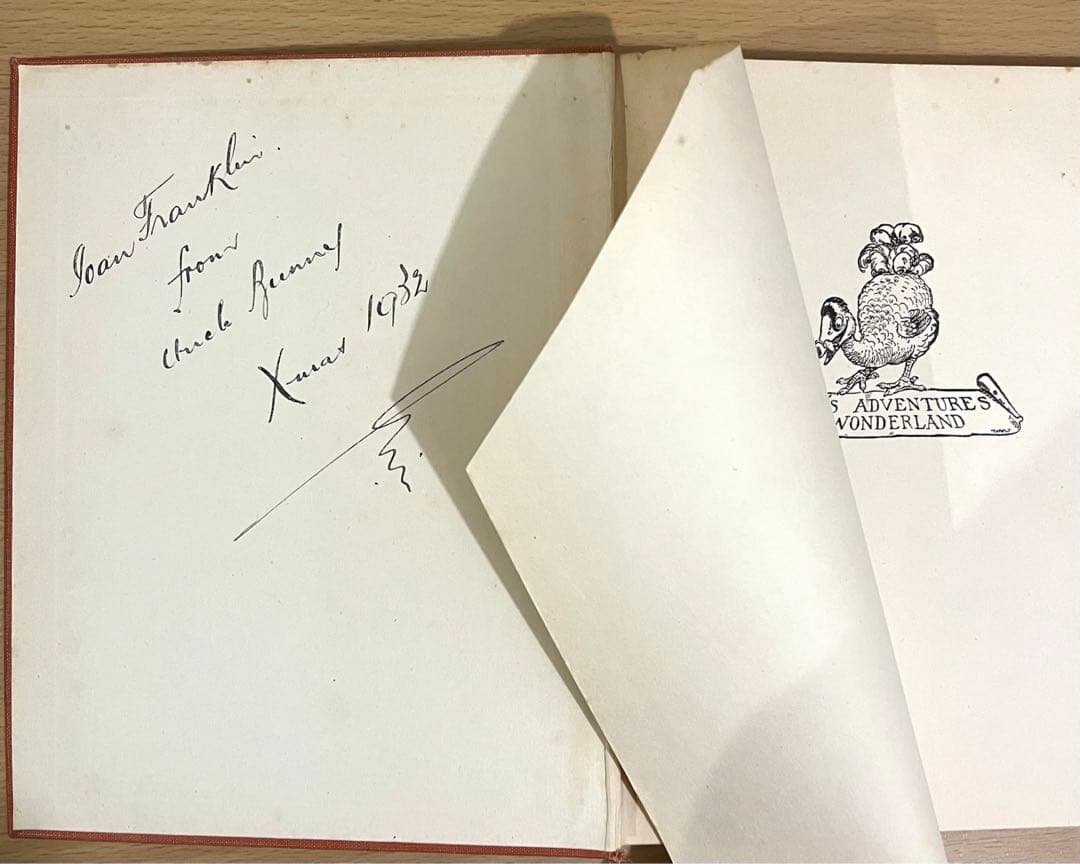 Joan Franklin.
from
Uncle Bunny
Xmas 1932
S ADVENTURES
WONDERLAND